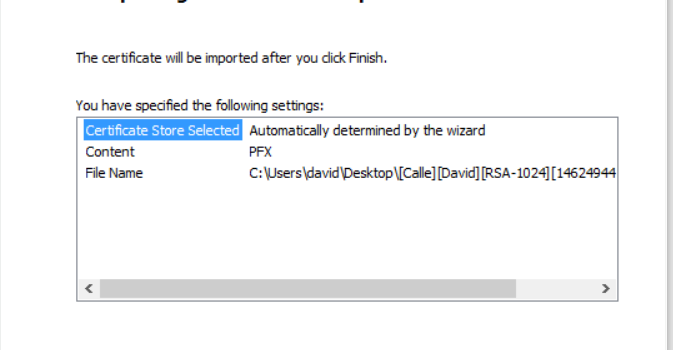 The certificate will be imported after you click Finish.
You have specified the following settings:
Certificate Store Selected Automatically determined by the wizard
Content PFX
File Name C:\Users\david\Desktop\[Calle][David][RSA-1024][14624944